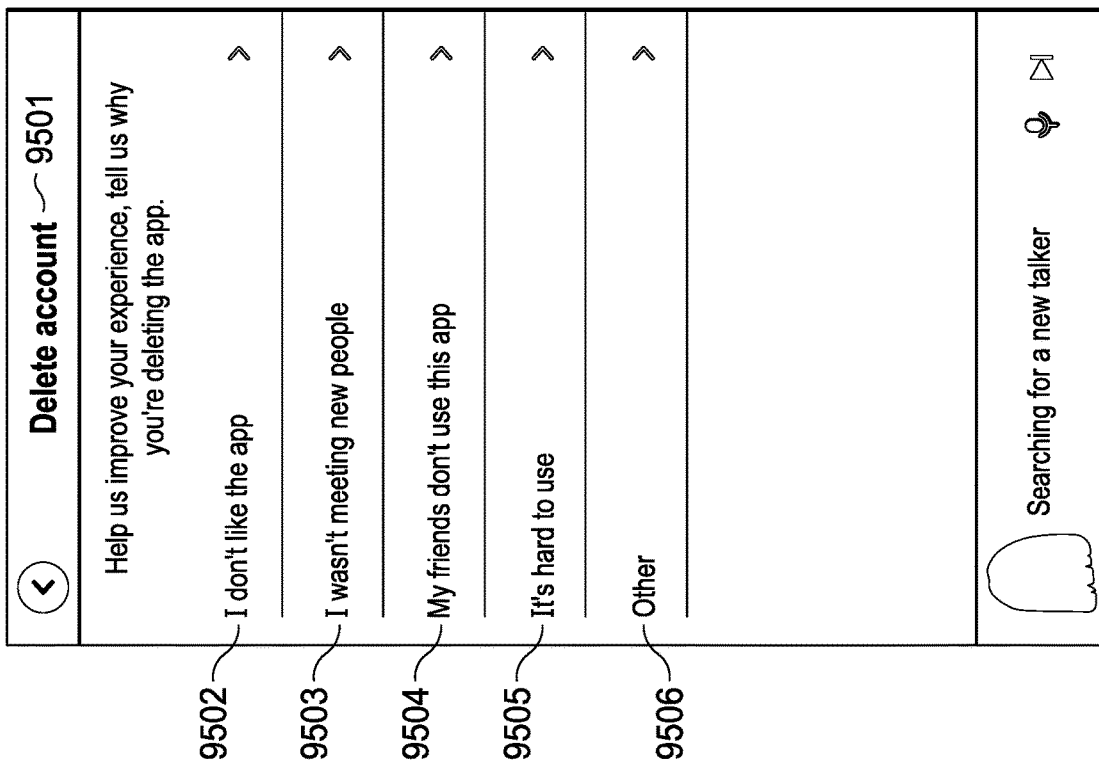 Delete account 9501
Help us improve your experience, tell us why
you're deleting the app.
9502 I don't like the app
9503 I wasn't meeting new people
9504 My friends don't use this app
9505 It's hard to use
9506 Other
Searching for a new talker